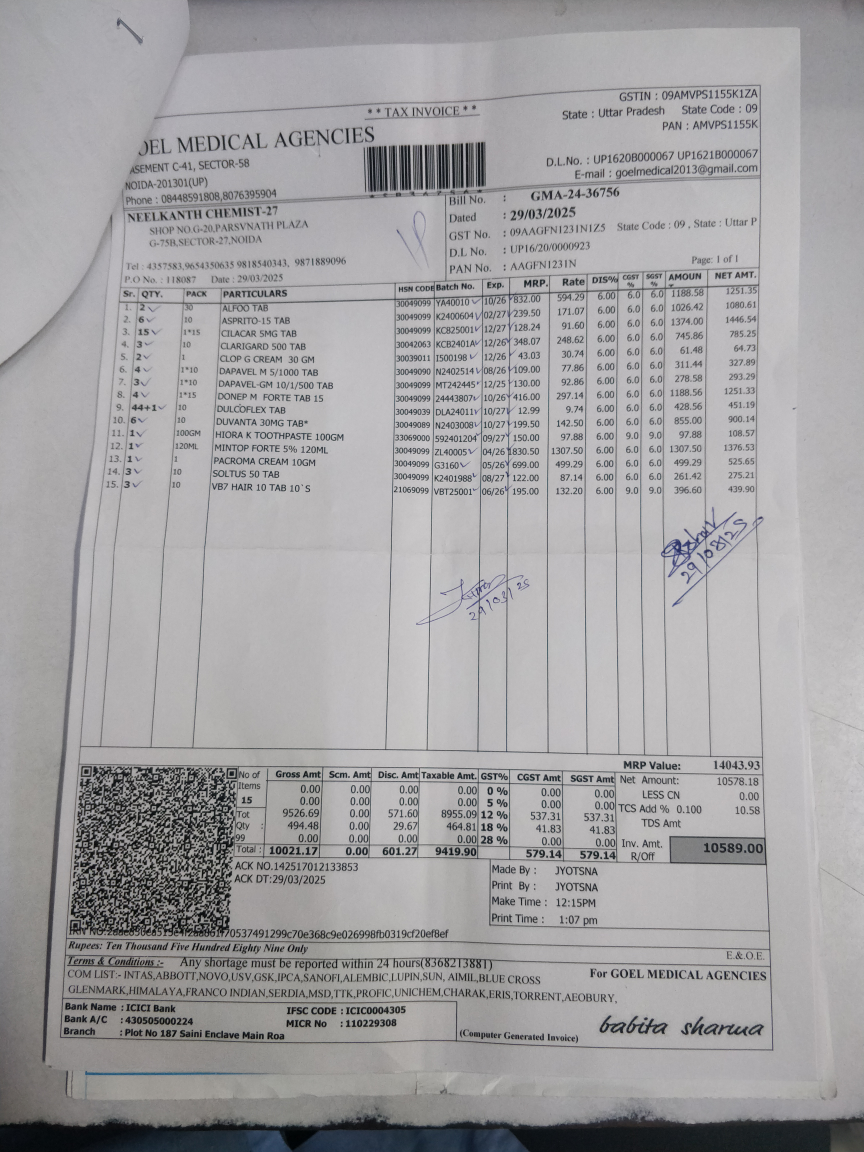 1
** TAX INVOICE **
GSTIN : 09AMVPS1155K1ZA
State : Uttar Pradesh State Code : 09
PAN : AMVPS1155K
OEL MEDICAL AGENCIES
ASEMENT C-41, SECTOR-58
NOIDA-201301(UP)
Phone : 08448591808,8076395904
D.L.No. : UP1620B000067 UP1621B000067
E-mail : goelmedical2013@gmail.com
NEELKANTH CHEMIST-27
SHOP NO.G-20,PARSVNATH PLAZA
G-75B,SECTOR-27,NOIDA
Tel : 4357583,9654350635 9818540343, 9871889096
P.O No. : 118087 Date : 29/03/2025
Bill No. : GMA-24-36756
Dated : 29/03/2025
GST No. : 09AAGFN1231N1Z5 State Code : 09 , State : Uttar P
D.L No. : UP16/20/0000923
PAN No. : AAGFN1231N
Page: 1 of 1
Sr. QTY. PACK PARTICULARS HSN CODE Batch No. Exp. MRP. Rate DIS% CGST % SGST % AMOUN NET AMT.
1. 2 30 ALFOO TAB 30049099 YA40010 10/26 832.00 594.29 6.00 6.0 6.0 1188.58 1251.35
2. 6 10 ASPRITO-15 TAB 30049099 K2400604 02/27 239.50 171.07 6.00 6.0 6.0 1026.42 1080.61
3. 15 1*15 CILACAR 5MG TAB 30049099 KC825001 12/27 128.24 91.60 6.00 6.0 6.0 1374.00 1446.54
4. 3 10 CLARIGARD 500 TAB 30042063 KCB2401A 12/26 348.07 248.62 6.00 6.0 6.0 745.86 785.25
5. 2 1 CLOP G CREAM 30 GM 30039011 I500198 12/26 43.03 30.74 6.00 6.0 6.0 61.48 64.73
6. 4 1*10 DAPAVEL M 5/1000 TAB 30049090 N2402514 08/26 109.00 77.86 6.00 6.0 6.0 311.44 327.89
7. 3 1*10 DAPAVEL-GM 10/1/500 TAB 30049099 MT242445* 12/25 130.00 92.86 6.00 6.0 6.0 278.58 293.29
8. 4 1*15 DONEP M FORTE TAB 15 30049099 24443807 10/26 416.00 297.14 6.00 6.0 6.0 1188.56 1251.33
9. 44+1 10 DULCOFLEX TAB 30049039 DLA24011 10/27 12.99 9.74 6.00 6.0 6.0 428.56 451.19
10. 6 10 DUVANTA 30MG TAB* 30049089 N2403008 10/27 199.50 142.50 6.00 6.0 6.0 855.00 900.14
11. 1 100GM HIORA K TOOTHPASTE 100GM 33069000 592401204 09/27 150.00 97.88 6.00 9.0 9.0 97.88 108.57
12. 1 120ML MINTOP FORTE 5% 120ML 30049099 ZL40005 04/26 1830.50 1307.50 6.00 6.0 6.0 1307.50 1376.53
13. 1 1 PACROMA CREAM 10GM 30049099 G3160 05/26 699.00 499.29 6.00 6.0 6.0 499.29 525.65
14. 3 10 SOLTUS 50 TAB 30049099 K2401988 08/27 122.00 87.14 6.00 6.0 6.0 261.42 275.21
15. 3 10 VB7 HAIR 10 TAB 10`S 21069099 VBT25001 06/26 195.00 132.20 6.00 9.0 9.0 396.60 439.90
29/03/25
29/03/25
MRP Value: 14043.93
No of Items 15 Gross Amt Scm. Amt Disc. Amt Taxable Amt. GST% CGST Amt SGST Amt
0.00 0.00 0.00 0.00 0 % 0.00 0.00
0.00 0.00 0.00 0.00 5 % 0.00 0.00
Tot 9526.69 0.00 571.60 8955.09 12 % 537.31 537.31
Qty : 494.48 0.00 29.67 464.81 18 % 41.83 41.83
99 0.00 0.00 0.00 0.00 28 % 0.00 0.00
Total : 10021.17 0.00 601.27 9419.90 579.14 579.14
Net Amount: 10578.18
LESS CN 0.00
TCS Add % 0.100 10.58
TDS Amt
Inv. Amt. 10589.00
R/Off
ACK NO.142517012133853
ACK DT:29/03/2025
Made By : JYOTSNA
Print By : JYOTSNA
Make Time : 12:15PM
Print Time : 1:07 pm
Rupees: Ten Thousand Five Hundred Eighty Nine Only
E.&.O.E.
Terms & Conditions :- Any shortage must be reported within 24 hours(8368213881)
COM LIST:- INTAS,ABBOTT,NOVO,USV,GSK,IPCA,SANOFI,ALEMBIC,LUPIN,SUN, AIMIL,BLUE CROSS
GLENMARK,HIMALAYA,FRANCO INDIAN,SERDIA,MSD,TTK,PROFIC,UNICHEM,CHARAK,ERIS,TORRENT,AEOBURY,
For GOEL MEDICAL AGENCIES
Bank Name : ICICI Bank IFSC CODE : ICIC0004305
Bank A/C : 430505000224 MICR No : 110229308
Branch : Plot No 187 Saini Enclave Main Roa
(Computer Generated Invoice)
babita sharma